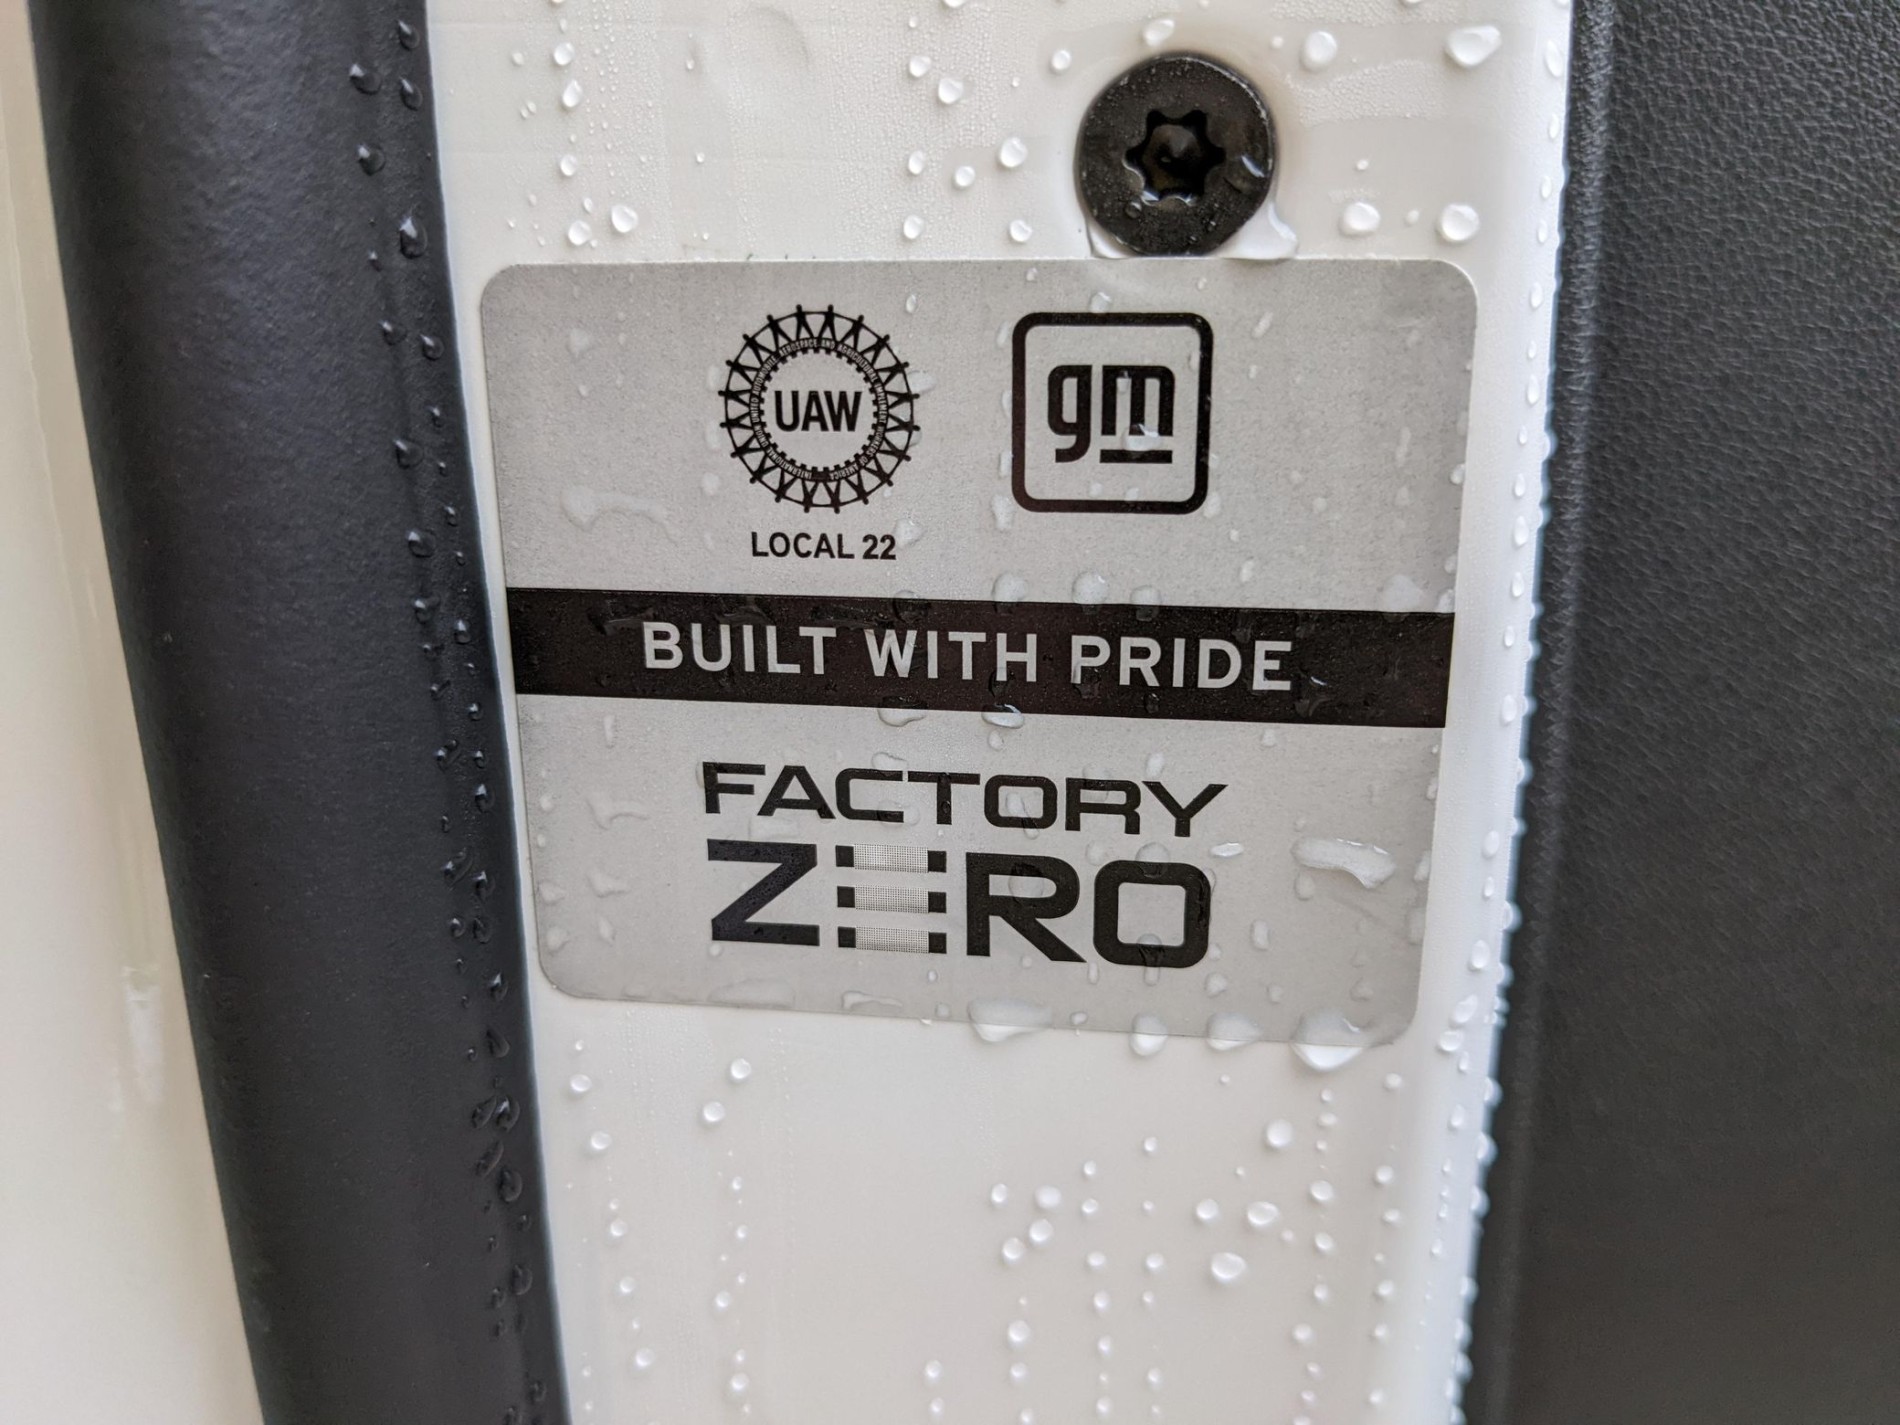 UAW
gm
LOCAL 22
BUILT WITH PRIDE
FACTORY
ZERO